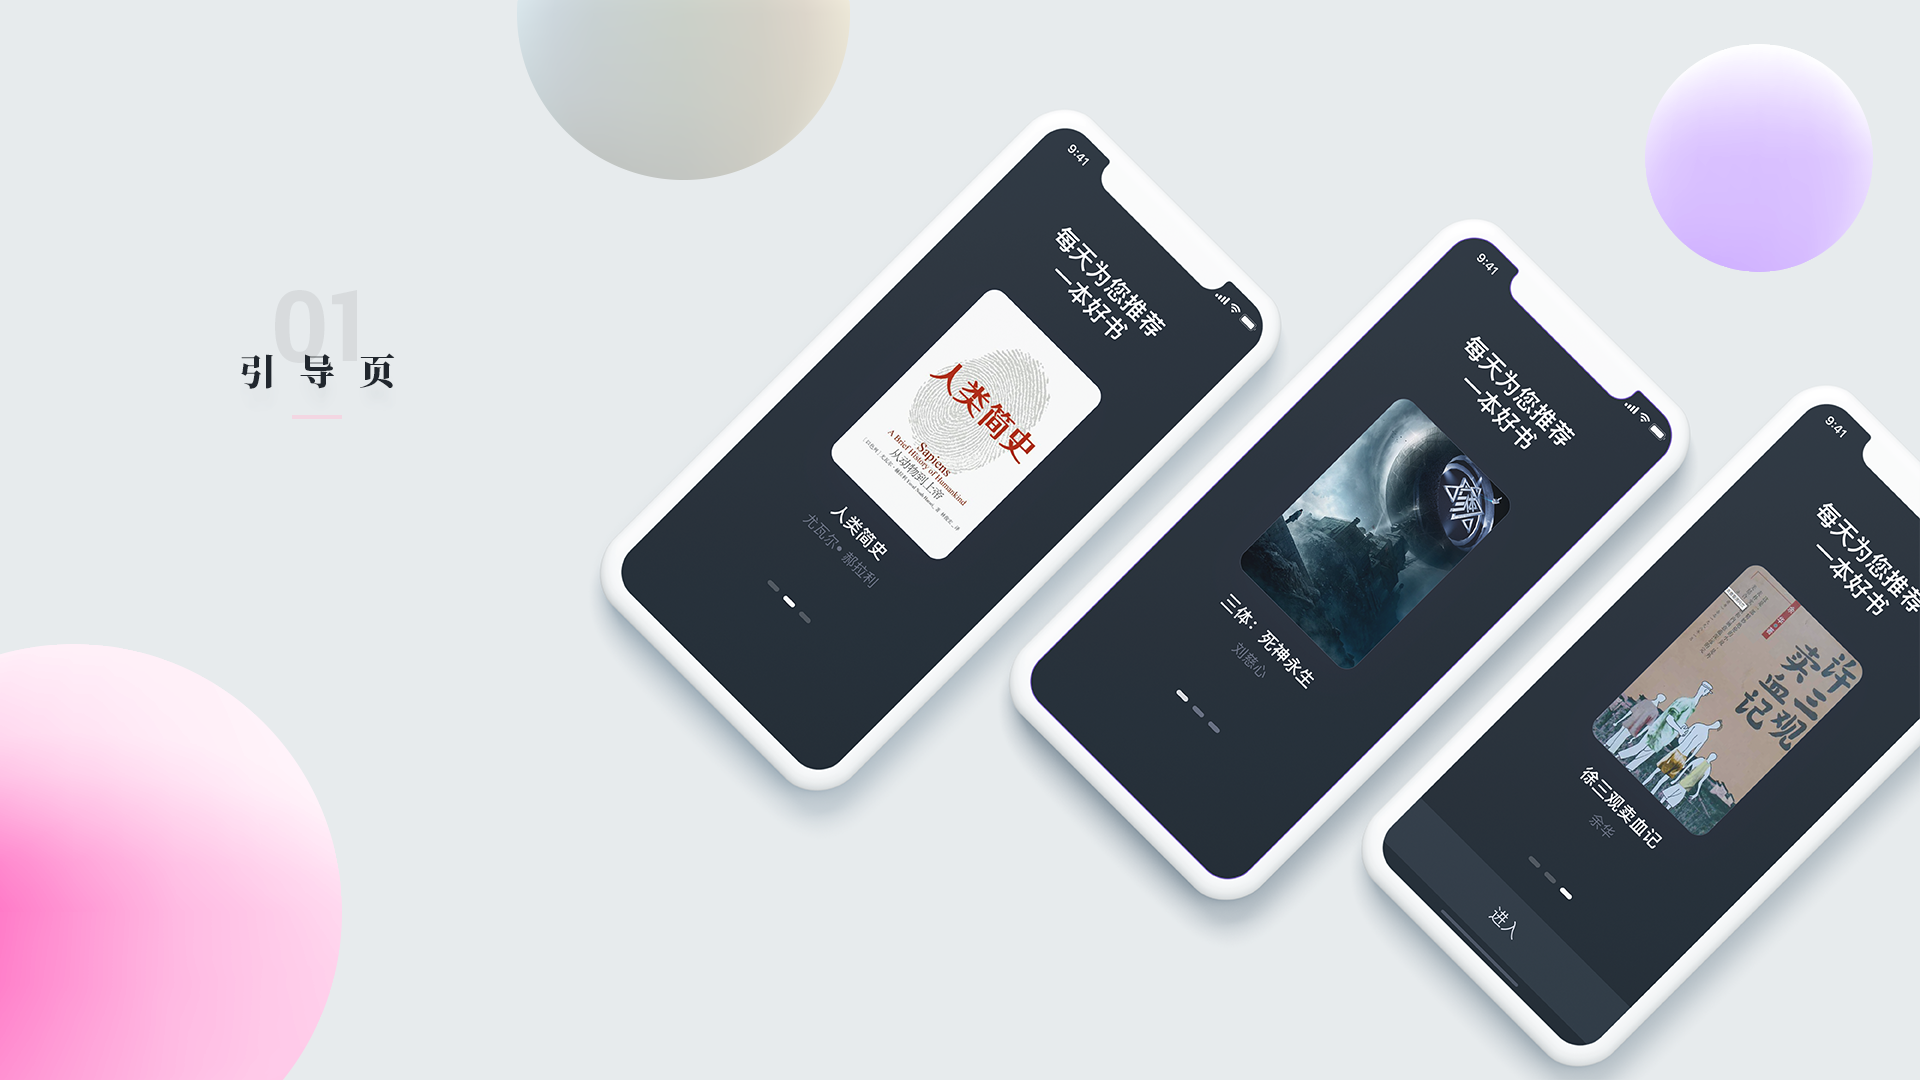 01
引导页
9:41
每天为您推荐
一本好书
人类简史
Sapiens
A Brief History of Humankind
从动物到上帝
人类简史
尤瓦尔•郝拉利
9:41
每天为您推荐
一本好书
三体：死神永生
刘慈心
9:41
每天为您推荐
一本好书
许三观
卖血记
徐三观卖血记
余华
进入